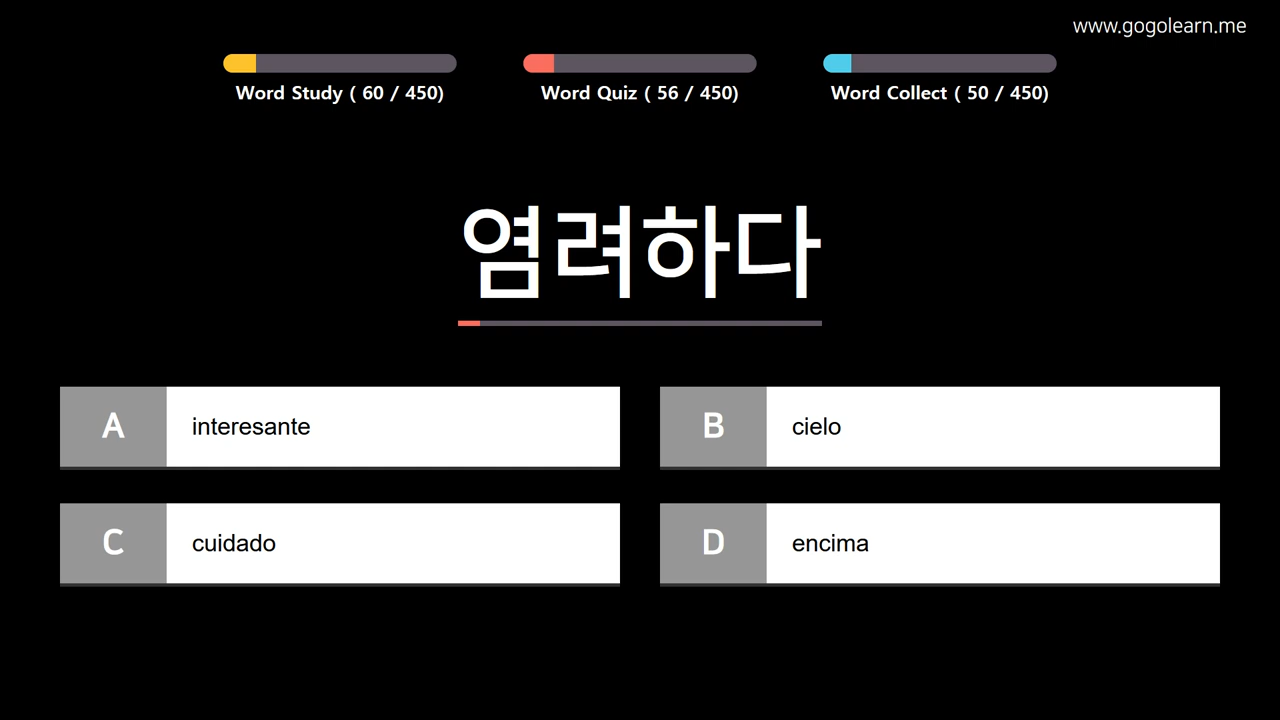 www.gogolearn.me
Word Study ( 60 / 450)
Word Quiz ( 56 / 450)
Word Collect ( 50 / 450)
염려하다
A interesante
B cielo
C cuidado
D encima